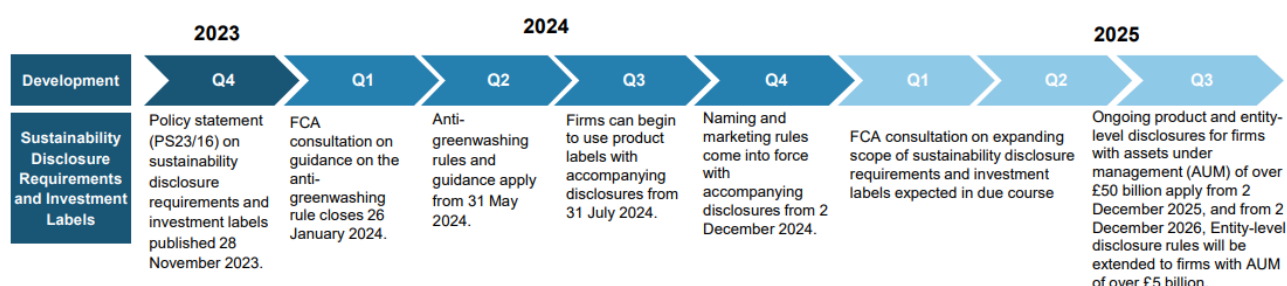 2023
2024
2025
Development
Q4
Q1
Q2
Q3
Q4
Q1
Q2
Q3
Sustainability
Disclosure
Requirements
and Investment
Labels
Policy statement
(PS23/16) on
sustainability
disclosure
requirements and
investment labels
published 28
November 2023.
FCA
consultation on
guidance on the
anti-
greenwashing
rule closes 26
January 2024.
Anti-
greenwashing
rules and
guidance apply
from 31 May
2024.
Firms can begin
to use product
labels with
accompanying
disclosures from
31 July 2024.
Naming and
marketing rules
come into force
with
accompanying
disclosures from 2
December 2024.
FCA consultation on expanding
scope of sustainability disclosure
requirements and investment
labels expected in due course
Ongoing product and entity-
level disclosures for firms
with assets under
management (AUM) of over
£50 billion apply from 2
December 2025, and from 2
December 2026, Entity-level
disclosure rules will be
extended to firms with AUM
of over £5 billion.